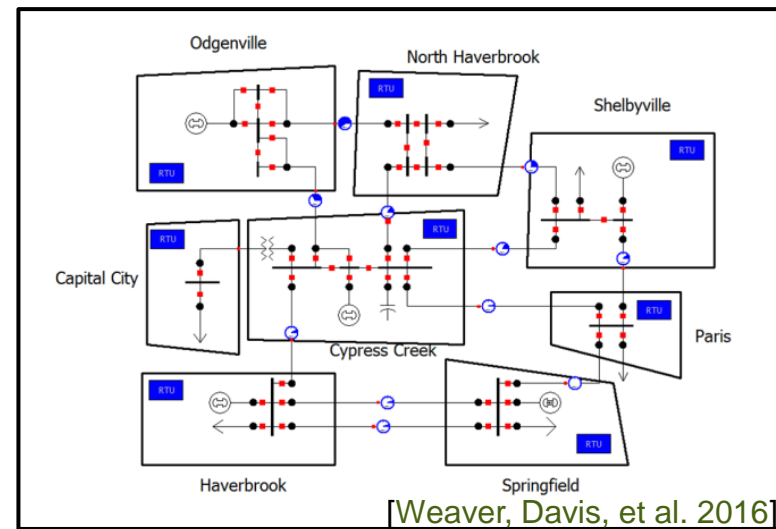 Odgenville
North Haverbrook
Shelbyville
RTU
RTU
RTU
RTU
RTU
Capital City
RTU
Cypress Creek
Paris
RTU
RTU
Haverbrook
Springfield
[Weaver, Davis, et al. 2016]